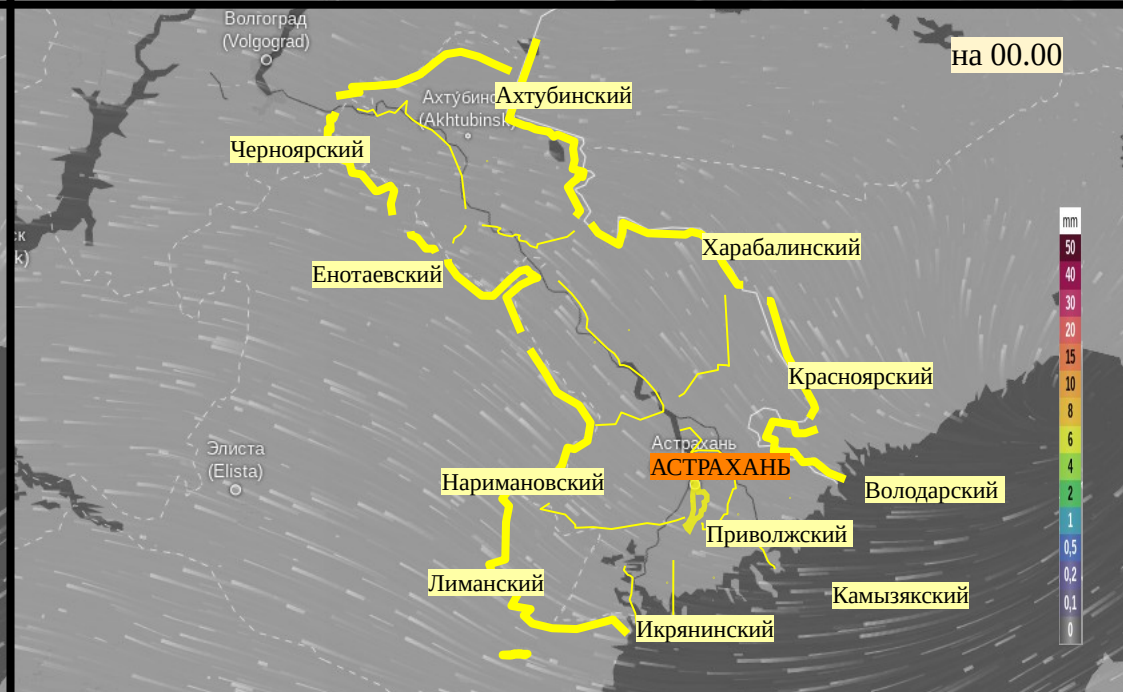 Волгоград
(Volgograd)
на 00.00
Ахтубинский
(Akhtubinsk)
Черноярский
mm
50
40
30
20
15
10
8
6
4
2
1
0,5
0,2
0,1
0
ск
k)
Харабалинский
Енотаевский
Красноярский
Элиста
(Elista)
Астрахань
АСТРАХАНЬ
Нариманoвский
Володарский
Приволжский
Лиманский
Камызякский
Икрянинский